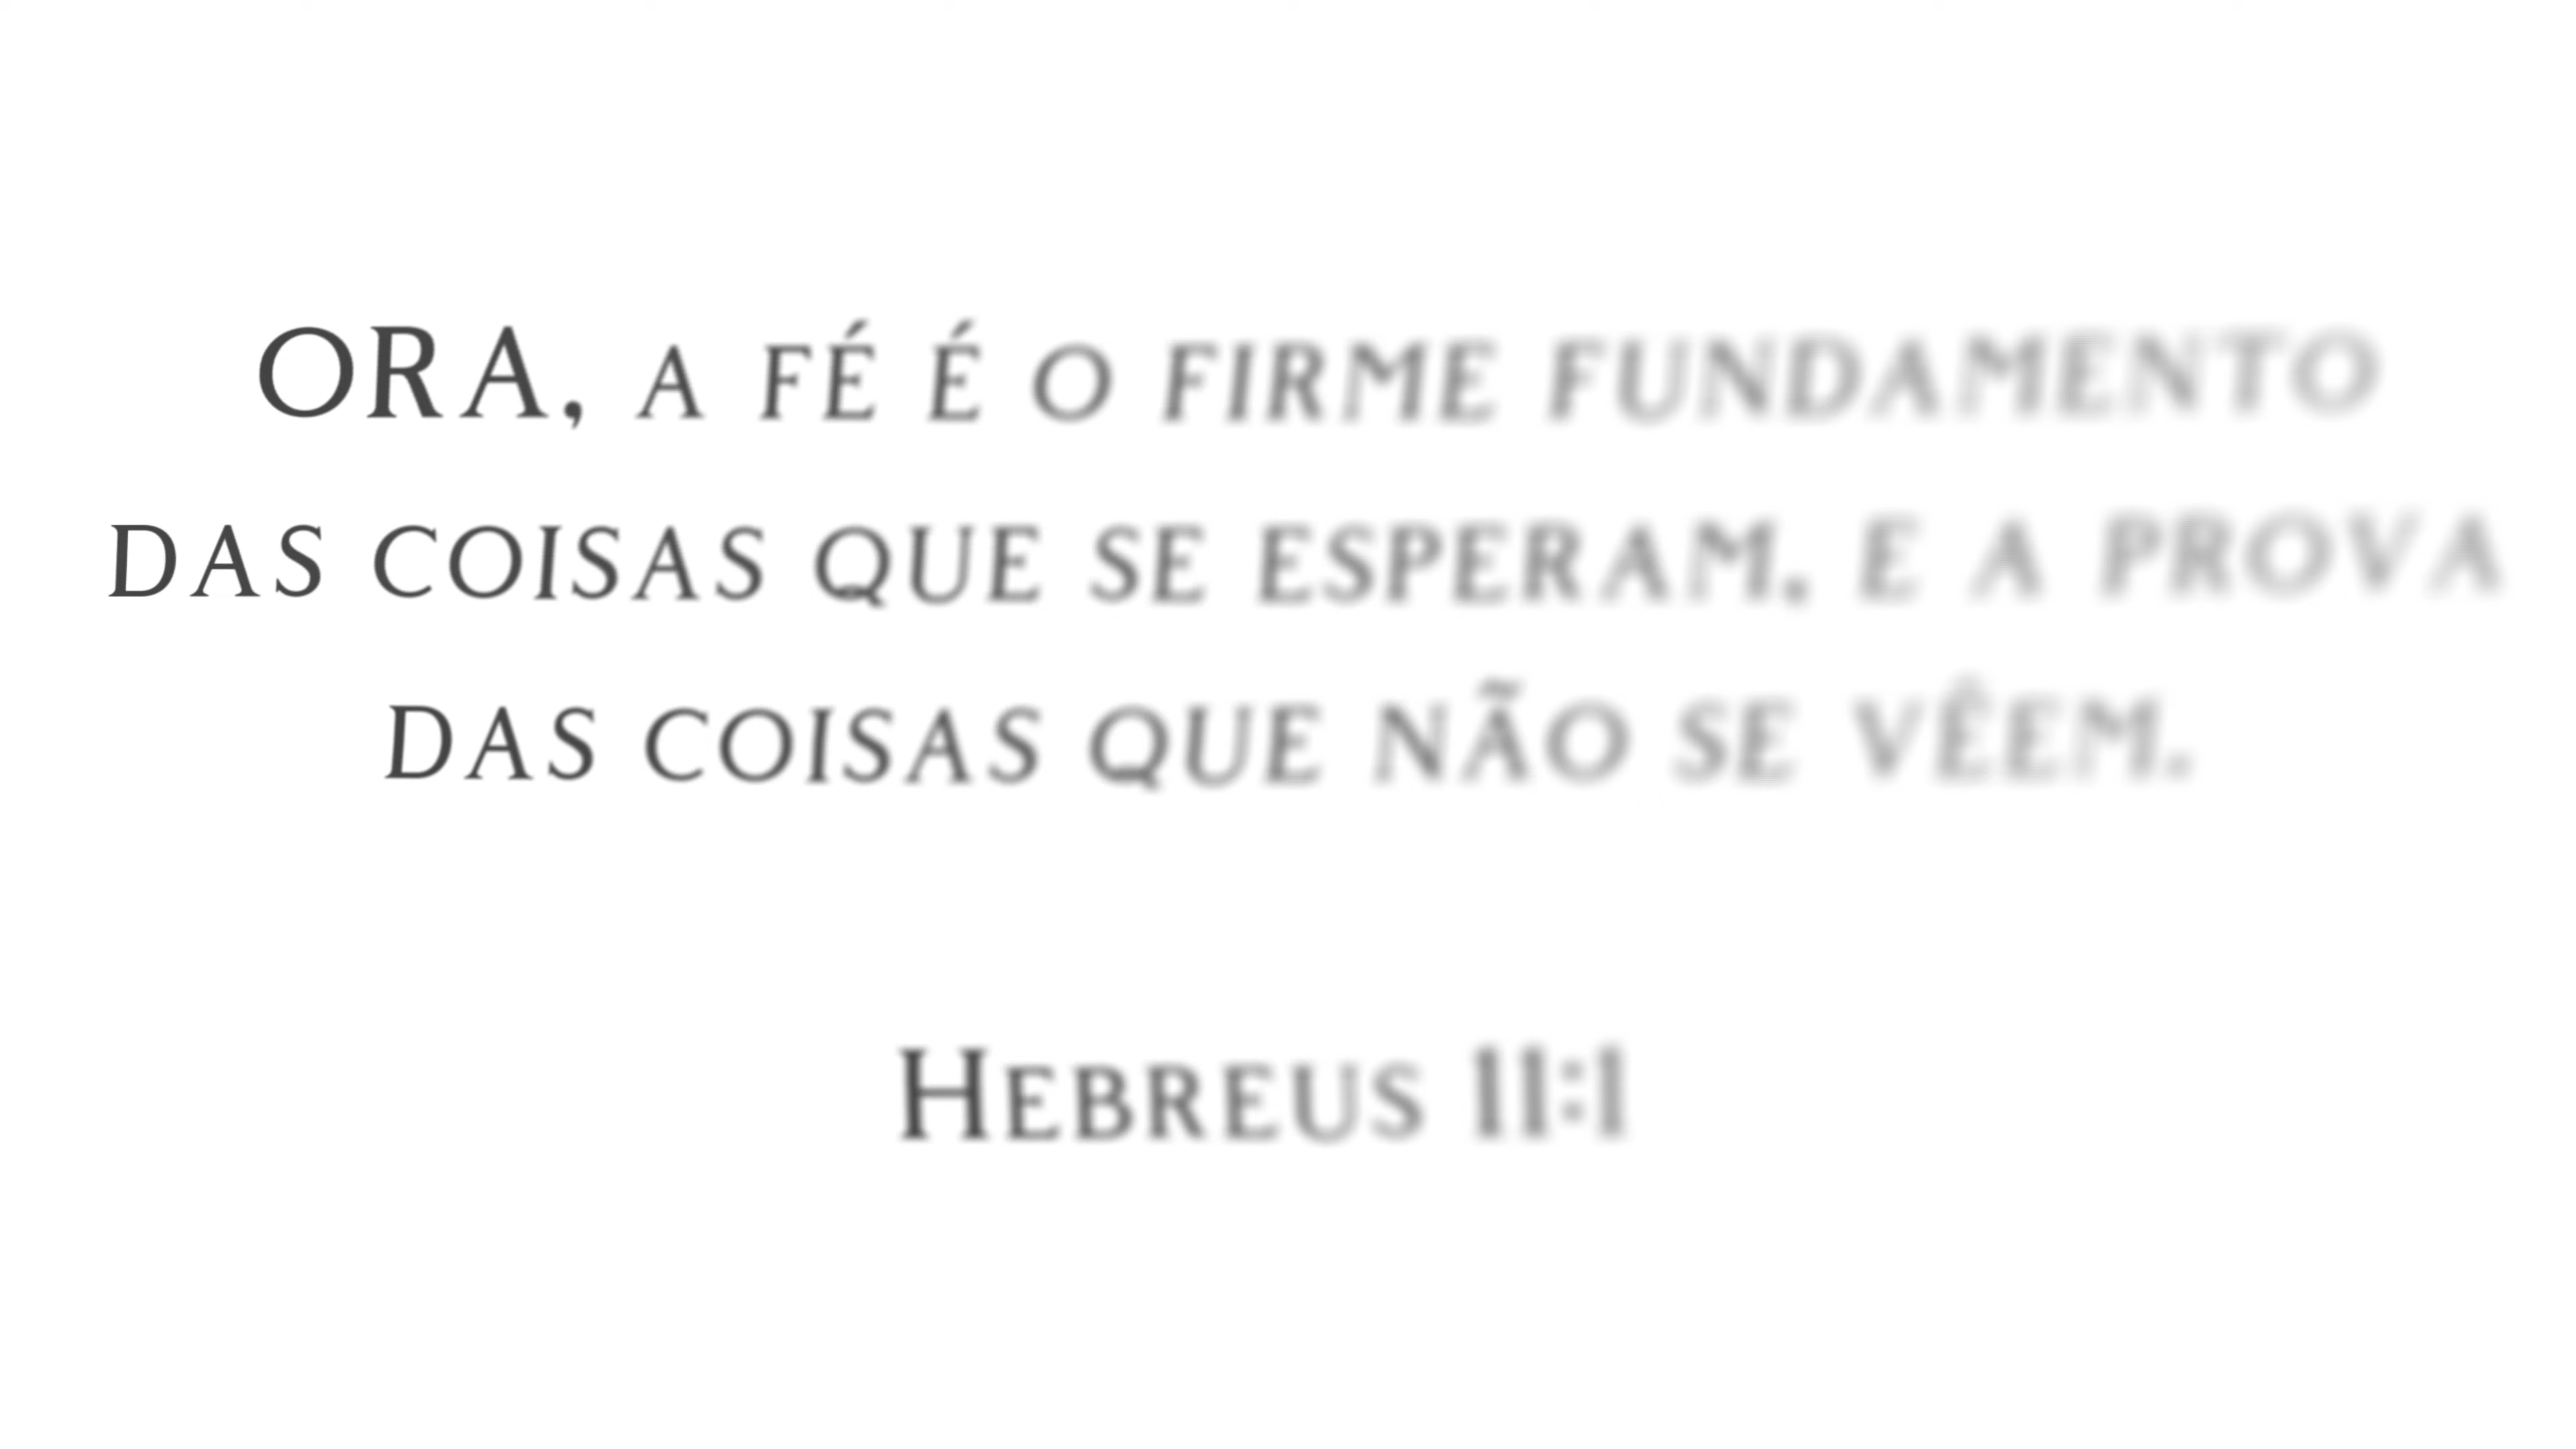 ORA, A FÉ É O FIRME FUNDAMENTO
DAS COISAS QUE SE ESPERAM, E A PROVA
DAS COISAS QUE NÃO SE VÊEM.
HEBREUS 11:1